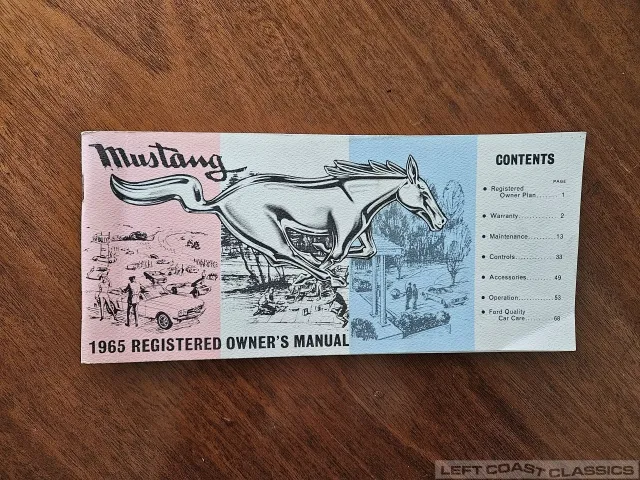 Mustang
1965 REGISTERED OWNER'S MANUAL
CONTENTS
PAGE
• Registered
Owner Plan....... 1
• Warranty............ 2
• Maintenance......... 13
• Controls............ 33
• Accessories......... 49
• Operation........... 53
• Ford Quality
Car Care......... 68
LEFT COAST CLASSICS